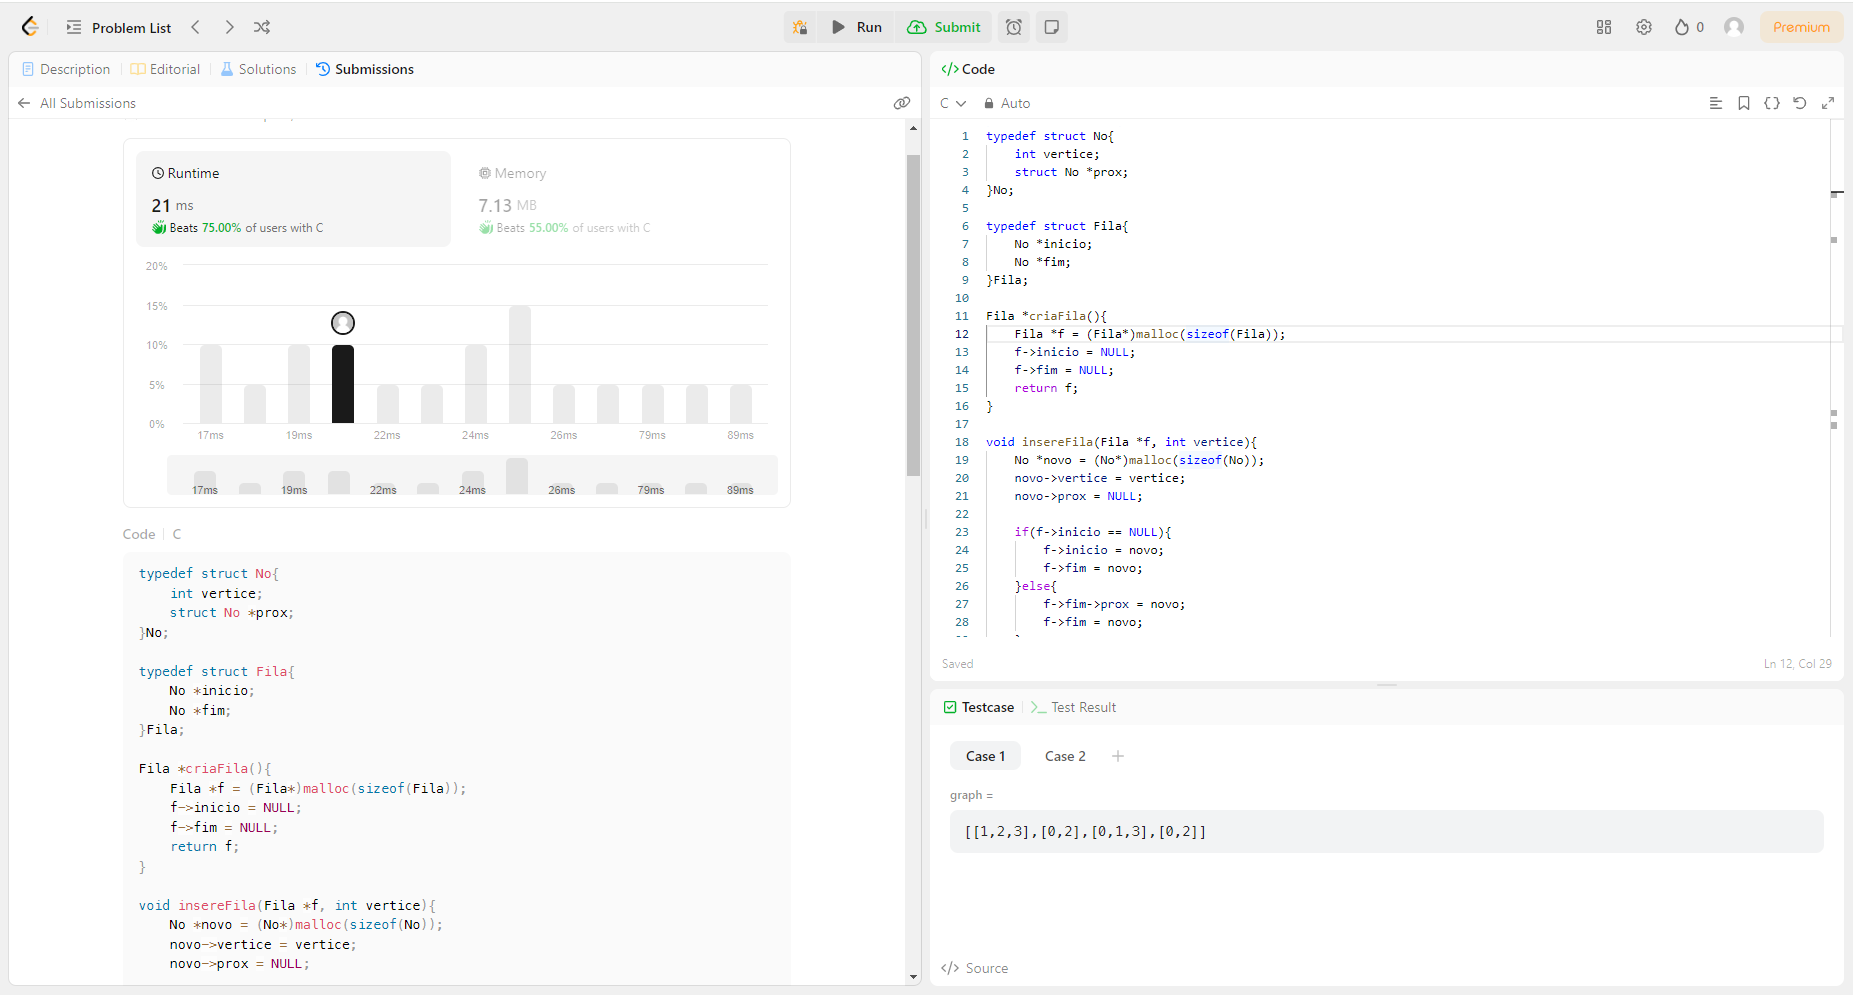 Problem List
Run
Submit
0
Premium
Description
Editorial
Solutions
Submissions
All Submissions
Runtime
21 ms
Beats 75.00% of users with C
Memory
7.13 MB
Beats 55.00% of users with C
20%
15%
10%
5%
0%
17ms 19ms 22ms 24ms 26ms 79ms 89ms
17ms 19ms 22ms 24ms 26ms 79ms 89ms
Code C
typedef struct No{
    int vertice;
    struct No *prox;
}No;
typedef struct Fila{
    No *inicio;
    No *fim;
}Fila;
Fila *criaFila(){
    Fila *f = (Fila*)malloc(sizeof(Fila));
    f->inicio = NULL;
    f->fim = NULL;
    return f;
}
void insereFila(Fila *f, int vertice){
    No *novo = (No*)malloc(sizeof(No));
    novo->vertice = vertice;
    novo->prox = NULL;
</> Code
C
Auto
1 typedef struct No{
2     int vertice;
3     struct No *prox;
4 }No;
5
6 typedef struct Fila{
7     No *inicio;
8     No *fim;
9 }Fila;
10
11 Fila *criaFila(){
12     Fila *f = (Fila*)malloc(sizeof(Fila));
13     f->inicio = NULL;
14     f->fim = NULL;
15     return f;
16 }
17
18 void insereFila(Fila *f, int vertice){
19     No *novo = (No*)malloc(sizeof(No));
20     novo->vertice = vertice;
21     novo->prox = NULL;
22
23     if(f->inicio == NULL){
24         f->inicio = novo;
25         f->fim = novo;
26     }else{
27         f->fim->prox = novo;
28         f->fim = novo;
Saved
Ln 12, Col 29
Testcase
Test Result
Case 1
Case 2
+
graph =
[[1,2,3],[0,2],[0,1,3],[0,2]]
</> Source